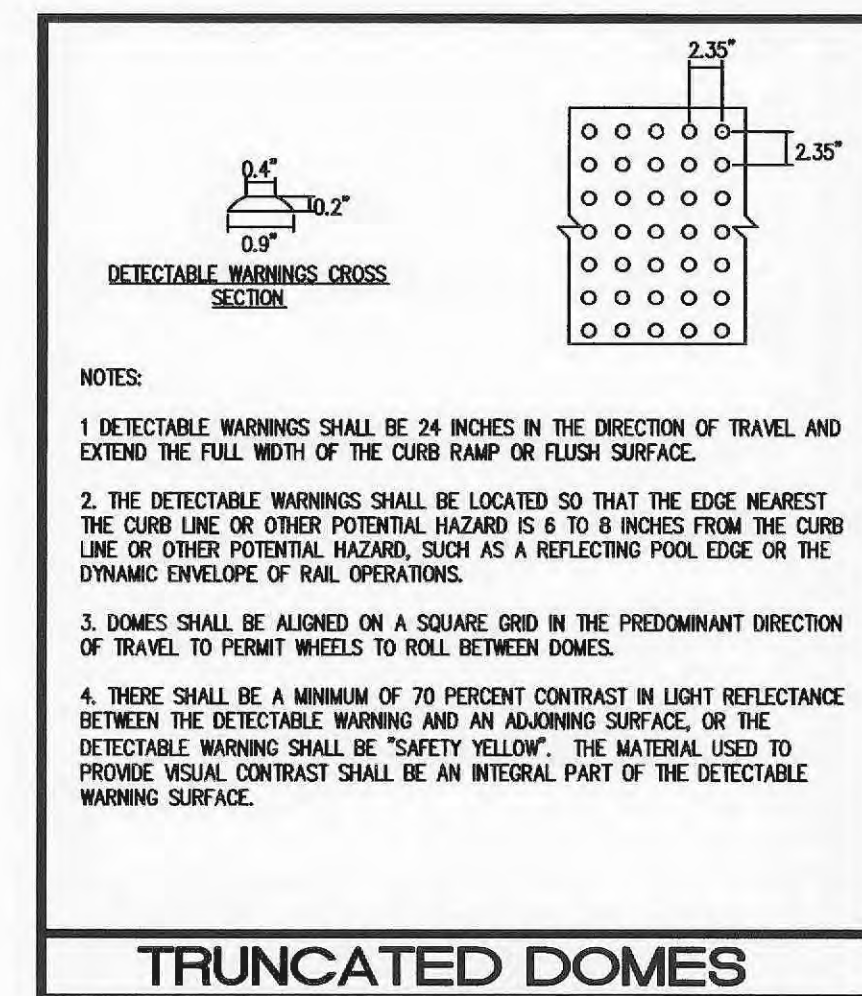 2.35"
2.35"
0.4"
0.2"
0.9"
DETECTABLE WARNINGS CROSS
SECTION
NOTES:
1 DETECTABLE WARNINGS SHALL BE 24 INCHES IN THE DIRECTION OF TRAVEL AND
EXTEND THE FULL WIDTH OF THE CURB RAMP OR FLUSH SURFACE.
2. THE DETECTABLE WARNINGS SHALL BE LOCATED SO THAT THE EDGE NEAREST
THE CURB LINE OR OTHER POTENTIAL HAZARD IS 6 TO 8 INCHES FROM THE CURB
LINE OR OTHER POTENTIAL HAZARD, SUCH AS A REFLECTING POOL EDGE OR THE
DYNAMIC ENVELOPE OF RAIL OPERATIONS.
3. DOMES SHALL BE ALIGNED ON A SQUARE GRID IN THE PREDOMINANT DIRECTION
OF TRAVEL TO PERMIT WHEELS TO ROLL BETWEEN DOMES.
4. THERE SHALL BE A MINIMUM OF 70 PERCENT CONTRAST IN LIGHT REFLECTANCE
BETWEEN THE DETECTABLE WARNING AND AN ADJOINING SURFACE, OR THE
DETECTABLE WARNING SHALL BE "SAFETY YELLOW". THE MATERIAL USED TO
PROVIDE VISUAL CONTRAST SHALL BE AN INTEGRAL PART OF THE DETECTABLE
WARNING SURFACE.
TRUNCATED DOMES